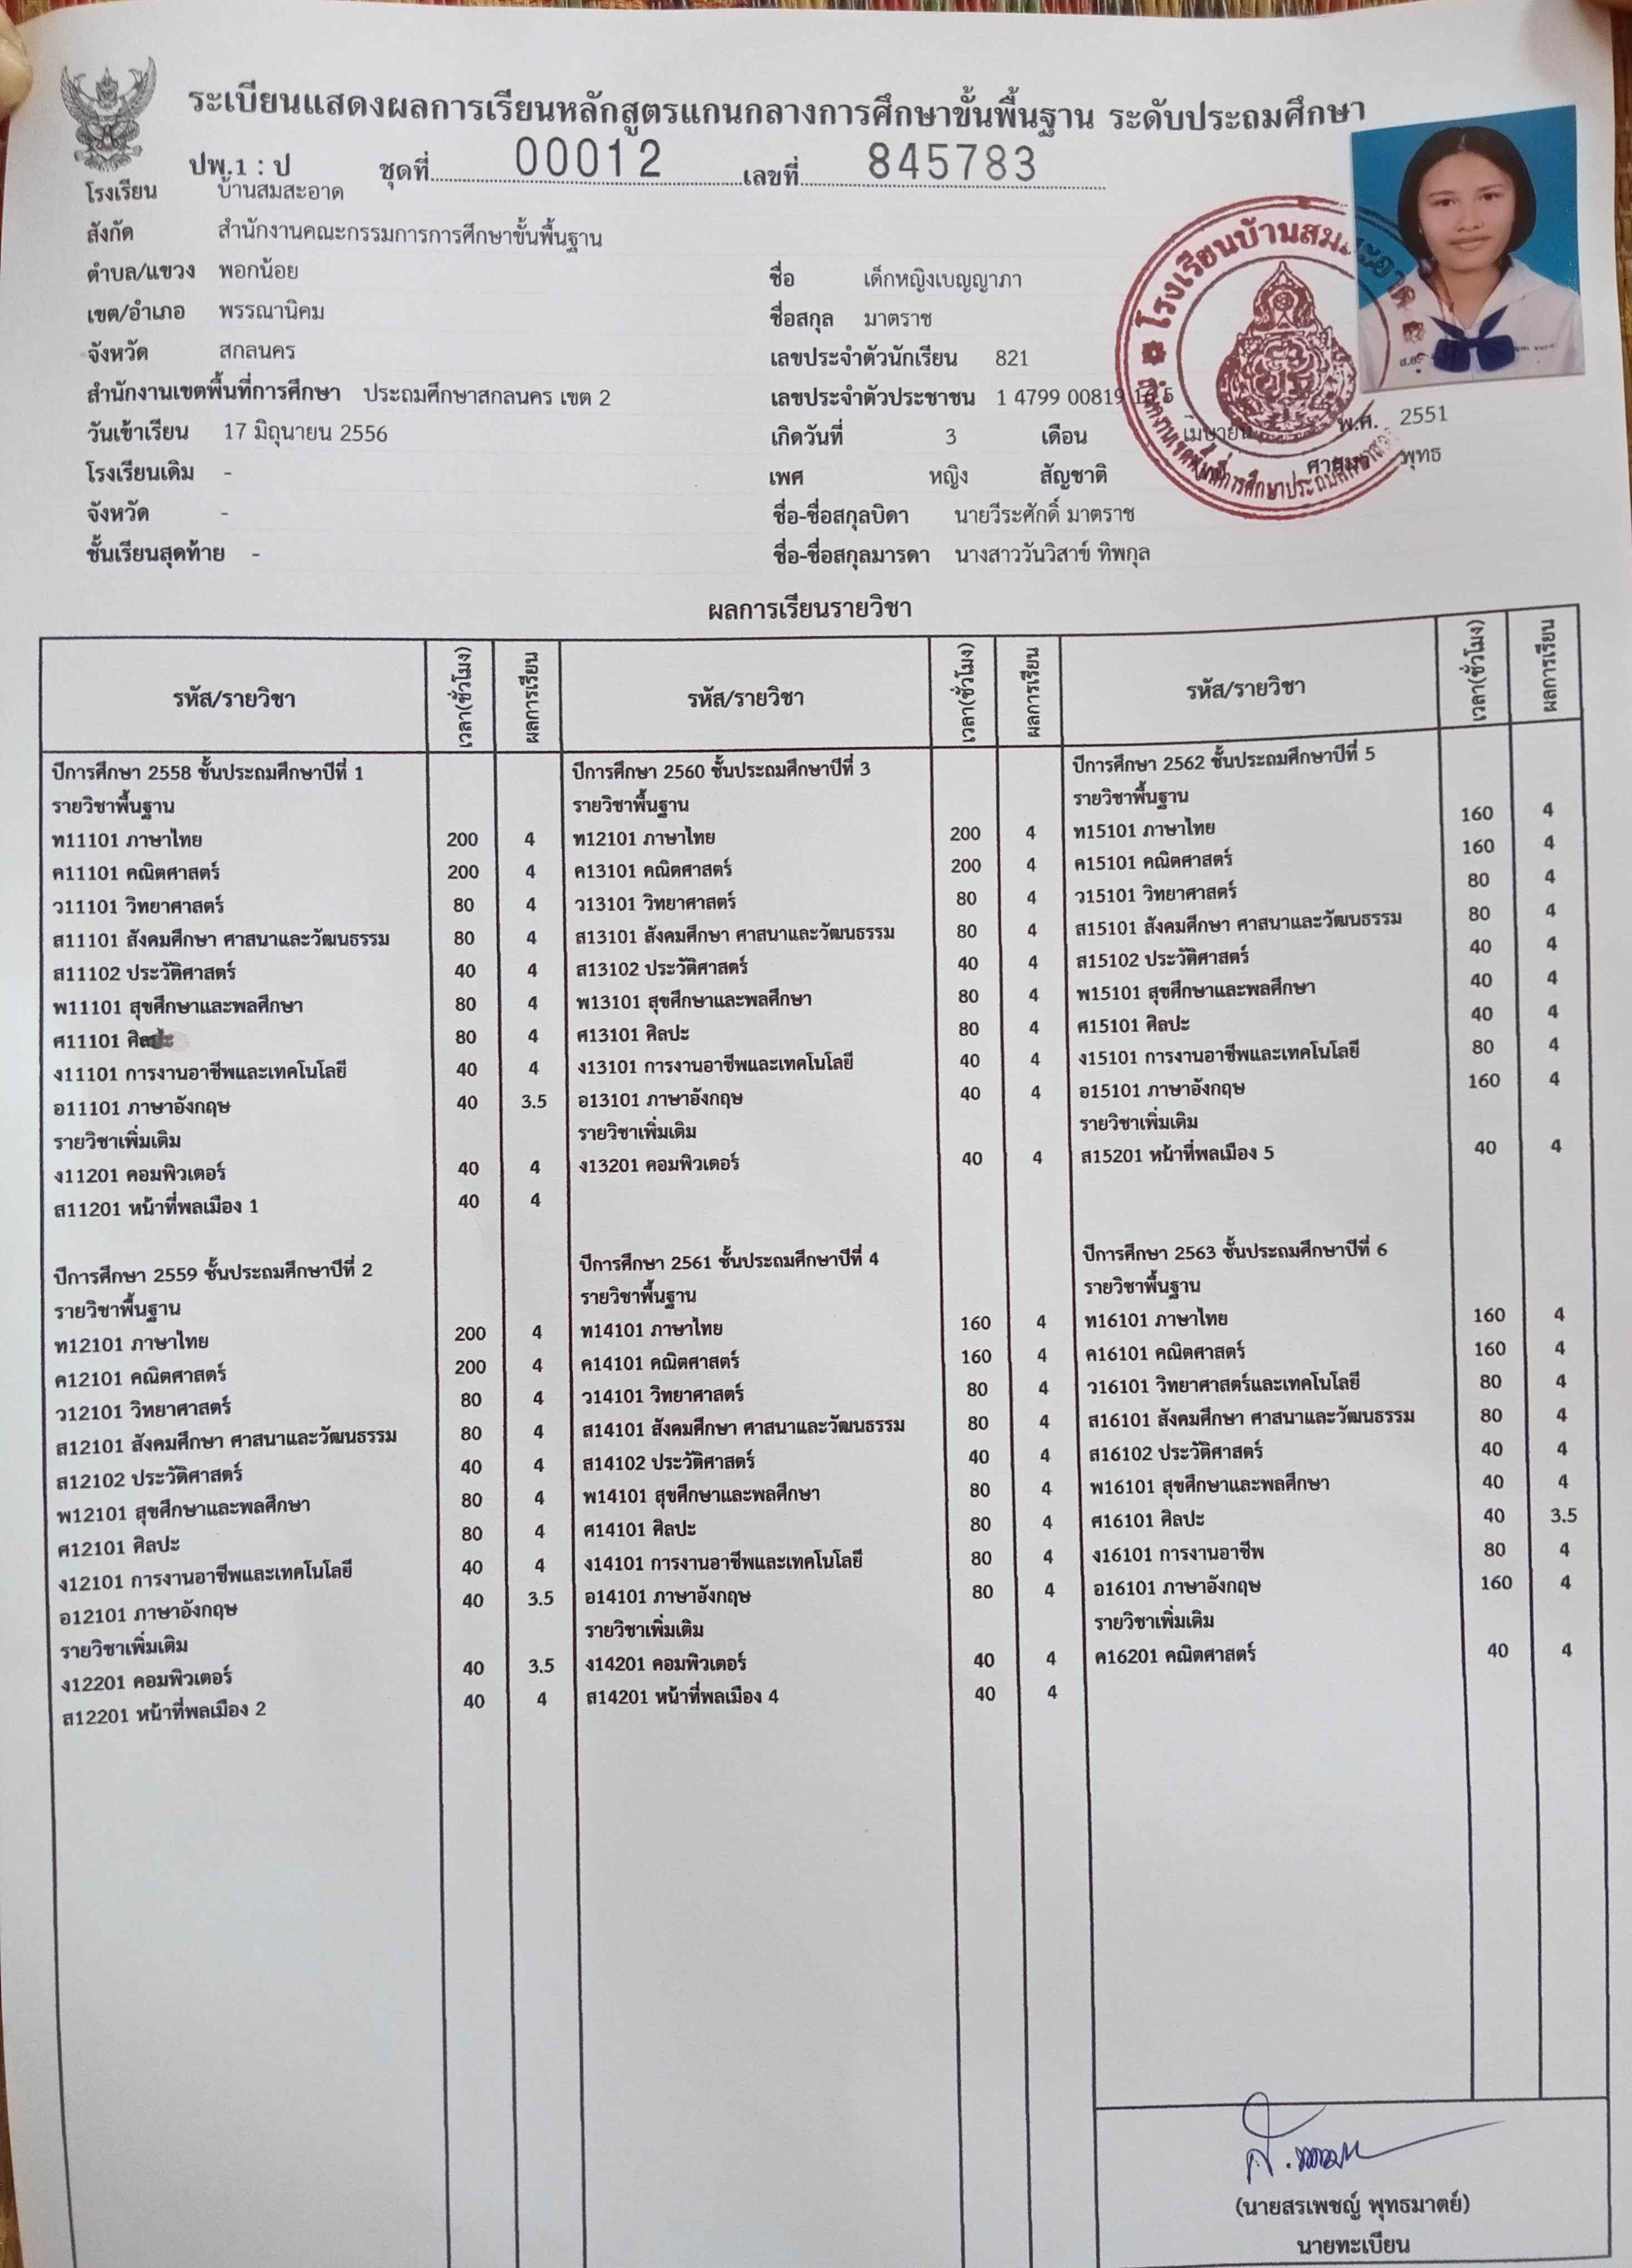 ระเบียนแสดงผลการเรียนหลักสูตรแกนกลางการศึกษาขั้นพื้นฐาน ระดับประถมศึกษา
ปพ.1 : ป ชุดที่ 00012 เลขที่ 845783
โรงเรียน บ้านสมสะอาด
สังกัด สำนักงานคณะกรรมการการศึกษาขั้นพื้นฐาน
ตำบล/แขวง พอกน้อย
เขต/อำเภอ พรรณานิคม
จังหวัด สกลนคร
สำนักงานเขตพื้นที่การศึกษา ประถมศึกษาสกลนคร เขต 2
วันเข้าเรียน 17 มิถุนายน 2556
โรงเรียนเดิม -
จังหวัด -
ชั้นเรียนสุดท้าย -
ชื่อ เด็กหญิงเบญญาภา
ชื่อสกุล มาตราช
เลขประจำตัวนักเรียน 821
เลขประจำตัวประชาชน 1 4799 00819 16 5
เกิดวันที่ 3 เดือน เมษายน พ.ศ. 2551
เพศ หญิง สัญชาติ ศาสนา พุทธ
ชื่อ-ชื่อสกุลบิดา นายวีระศักดิ์ มาตราช
ชื่อ-ชื่อสกุลมารดา นางสาววันวิสาข์ ทิพกุล
โรงเรียนบ้านสมสะอาด
ผลการเรียนรายวิชา
รหัส/รายวิชา เวลา(ชั่วโมง) ผลการเรียน รหัส/รายวิชา เวลา(ชั่วโมง) ผลการเรียน รหัส/รายวิชา เวลา(ชั่วโมง) ผลการเรียน
ปีการศึกษา 2558 ชั้นประถมศึกษาปีที่ 1
รายวิชาพื้นฐาน
ท11101 ภาษาไทย 200 4
ค11101 คณิตศาสตร์ 200 4
ว11101 วิทยาศาสตร์ 80 4
ส11101 สังคมศึกษา ศาสนาและวัฒนธรรม 80 4
ส11102 ประวัติศาสตร์ 40 4
พ11101 สุขศึกษาและพลศึกษา 80 4
ศ11101 ศิลปะ 80 4
ง11101 การงานอาชีพและเทคโนโลยี 40 4
อ11101 ภาษาอังกฤษ 40 3.5
รายวิชาเพิ่มเติม
ง11201 คอมพิวเตอร์ 40 4
ส11201 หน้าที่พลเมือง 1 40 4
ปีการศึกษา 2559 ชั้นประถมศึกษาปีที่ 2
รายวิชาพื้นฐาน
ท12101 ภาษาไทย 200 4
ค12101 คณิตศาสตร์ 200 4
ว12101 วิทยาศาสตร์ 80 4
ส12101 สังคมศึกษา ศาสนาและวัฒนธรรม 80 4
ส12102 ประวัติศาสตร์ 40 4
พ12101 สุขศึกษาและพลศึกษา 80 4
ศ12101 ศิลปะ 80 4
ง12101 การงานอาชีพและเทคโนโลยี 40 4
อ12101 ภาษาอังกฤษ 40 3.5
รายวิชาเพิ่มเติม
ง12201 คอมพิวเตอร์ 40 3.5
ส12201 หน้าที่พลเมือง 2 40 4
ปีการศึกษา 2560 ชั้นประถมศึกษาปีที่ 3
รายวิชาพื้นฐาน
ท12101 ภาษาไทย 200 4
ค13101 คณิตศาสตร์ 200 4
ว13101 วิทยาศาสตร์ 80 4
ส13101 สังคมศึกษา ศาสนาและวัฒนธรรม 80 4
ส13102 ประวัติศาสตร์ 40 4
พ13101 สุขศึกษาและพลศึกษา 80 4
ศ13101 ศิลปะ 80 4
ง13101 การงานอาชีพและเทคโนโลยี 40 4
อ13101 ภาษาอังกฤษ 40 4
รายวิชาเพิ่มเติม
ง13201 คอมพิวเตอร์ 40 4
ปีการศึกษา 2561 ชั้นประถมศึกษาปีที่ 4
รายวิชาพื้นฐาน
ท14101 ภาษาไทย 160 4
ค14101 คณิตศาสตร์ 160 4
ว14101 วิทยาศาสตร์ 80 4
ส14101 สังคมศึกษา ศาสนาและวัฒนธรรม 80 4
ส14102 ประวัติศาสตร์ 40 4
พ14101 สุขศึกษาและพลศึกษา 80 4
ศ14101 ศิลปะ 80 4
ง14101 การงานอาชีพและเทคโนโลยี 80 4
อ14101 ภาษาอังกฤษ 80 4
รายวิชาเพิ่มเติม
ง14201 คอมพิวเตอร์ 40 4
ส14201 หน้าที่พลเมือง 4 40 4
ปีการศึกษา 2562 ชั้นประถมศึกษาปีที่ 5
รายวิชาพื้นฐาน
ท15101 ภาษาไทย 160 4
ค15101 คณิตศาสตร์ 160 4
ว15101 วิทยาศาสตร์ 80 4
ส15101 สังคมศึกษา ศาสนาและวัฒนธรรม 80 4
ส15102 ประวัติศาสตร์ 40 4
พ15101 สุขศึกษาและพลศึกษา 40 4
ศ15101 ศิลปะ 40 4
ง15101 การงานอาชีพและเทคโนโลยี 80 4
อ15101 ภาษาอังกฤษ 160 4
รายวิชาเพิ่มเติม
ส15201 หน้าที่พลเมือง 5 40 4
ปีการศึกษา 2563 ชั้นประถมศึกษาปีที่ 6
รายวิชาพื้นฐาน
ท16101 ภาษาไทย 160 4
ค16101 คณิตศาสตร์ 160 4
ว16101 วิทยาศาสตร์และเทคโนโลยี 80 4
ส16101 สังคมศึกษา ศาสนาและวัฒนธรรม 80 4
ส16102 ประวัติศาสตร์ 40 4
พ16101 สุขศึกษาและพลศึกษา 40 4
ศ16101 ศิลปะ 40 3.5
ง16101 การงานอาชีพ 80 4
อ16101 ภาษาอังกฤษ 160 4
รายวิชาเพิ่มเติม
ค16201 คณิตศาสตร์ 40 4
(นายสรเพชญ์ พุทธมาตย์)
นายทะเบียน